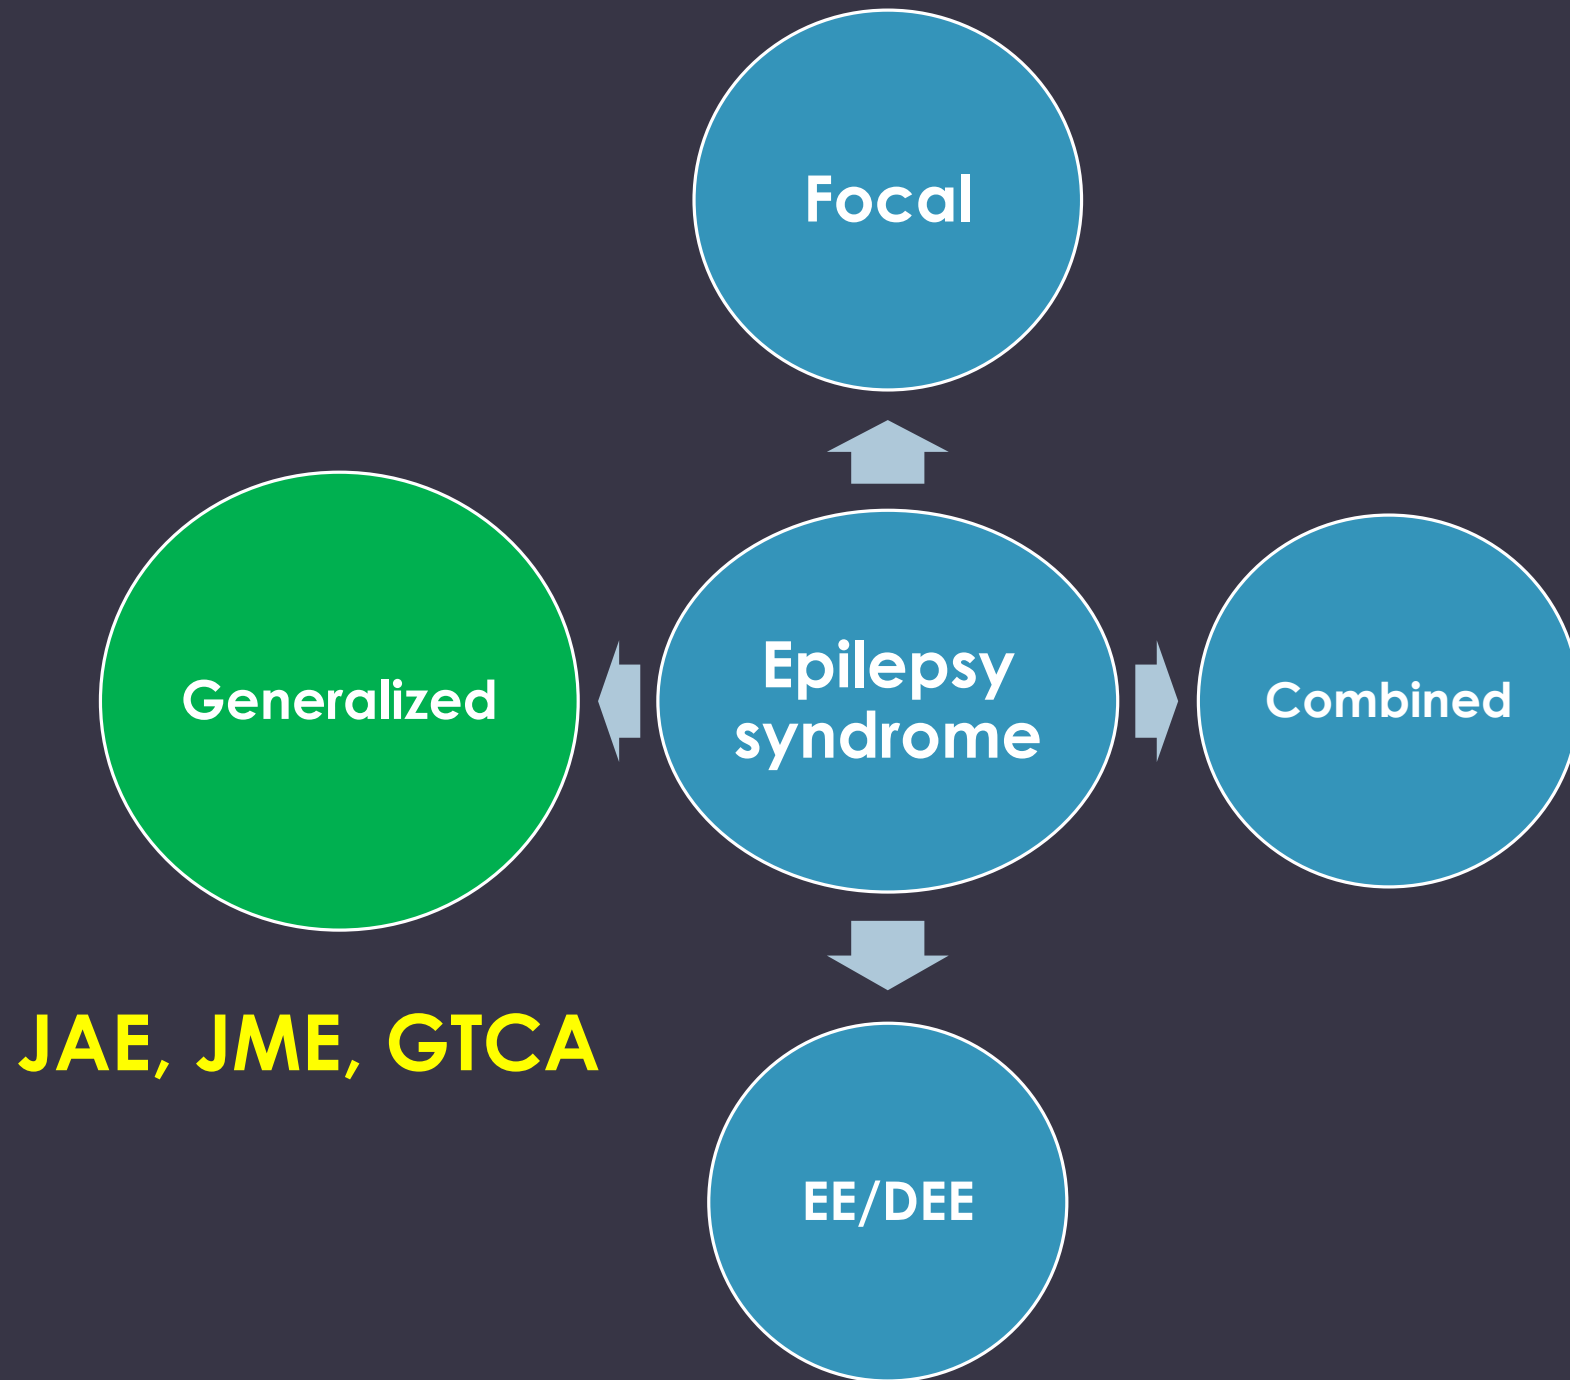 Focal
Generalized
Epilepsy
syndrome
Combined
JAE, JME, GTCA
EE/DEE